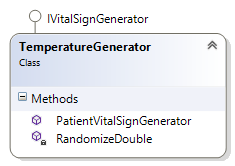 IVitalSignGenerator
TemperatureGenerator
Class
Methods
PatientVitalSignGenerator
RandomizeDouble